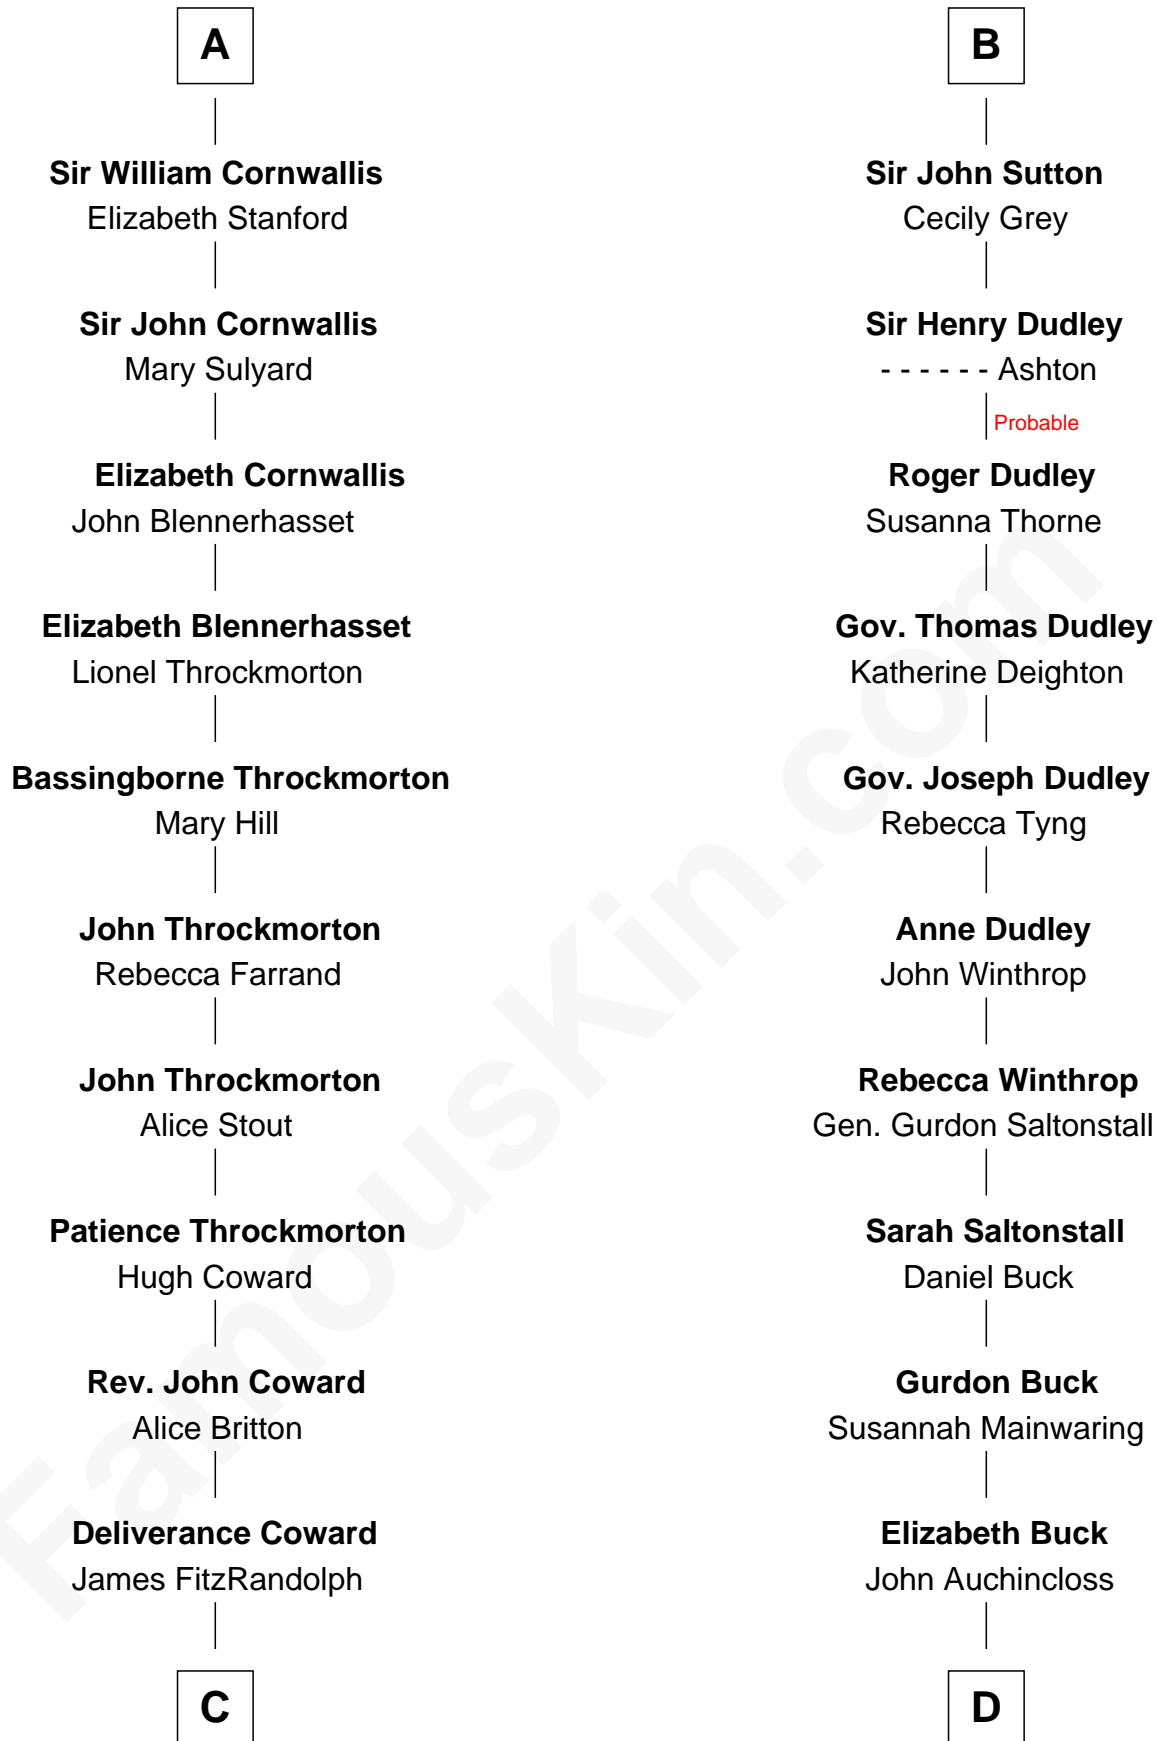 A
Sir William Cornwallis
Elizabeth Stanford
Sir John Cornwallis
Mary Sulyard
Elizabeth Cornwallis
John Blennerhasset
Elizabeth Blennerhasset
Lionel Throckmorton
Bassingborne Throckmorton
Mary Hill
John Throckmorton
Rebecca Farrand
John Throckmorton
Alice Stout
Patience Throckmorton
Hugh Coward
Rev. John Coward
Alice Britton
Deliverance Coward
James FitzRandolph
C
B
Sir John Sutton
Cecily Grey
Sir Henry Dudley
- - - - - - Ashton
Probable
Roger Dudley
Susanna Thorne
Gov. Thomas Dudley
Katherine Deighton
Gov. Joseph Dudley
Rebecca Tyng
Anne Dudley
John Winthrop
Rebecca Winthrop
Gen. Gurdon Saltonstall
Sarah Saltonstall
Daniel Buck
Gurdon Buck
Susannah Mainwaring
Elizabeth Buck
John Auchincloss
D
FamousKin.com